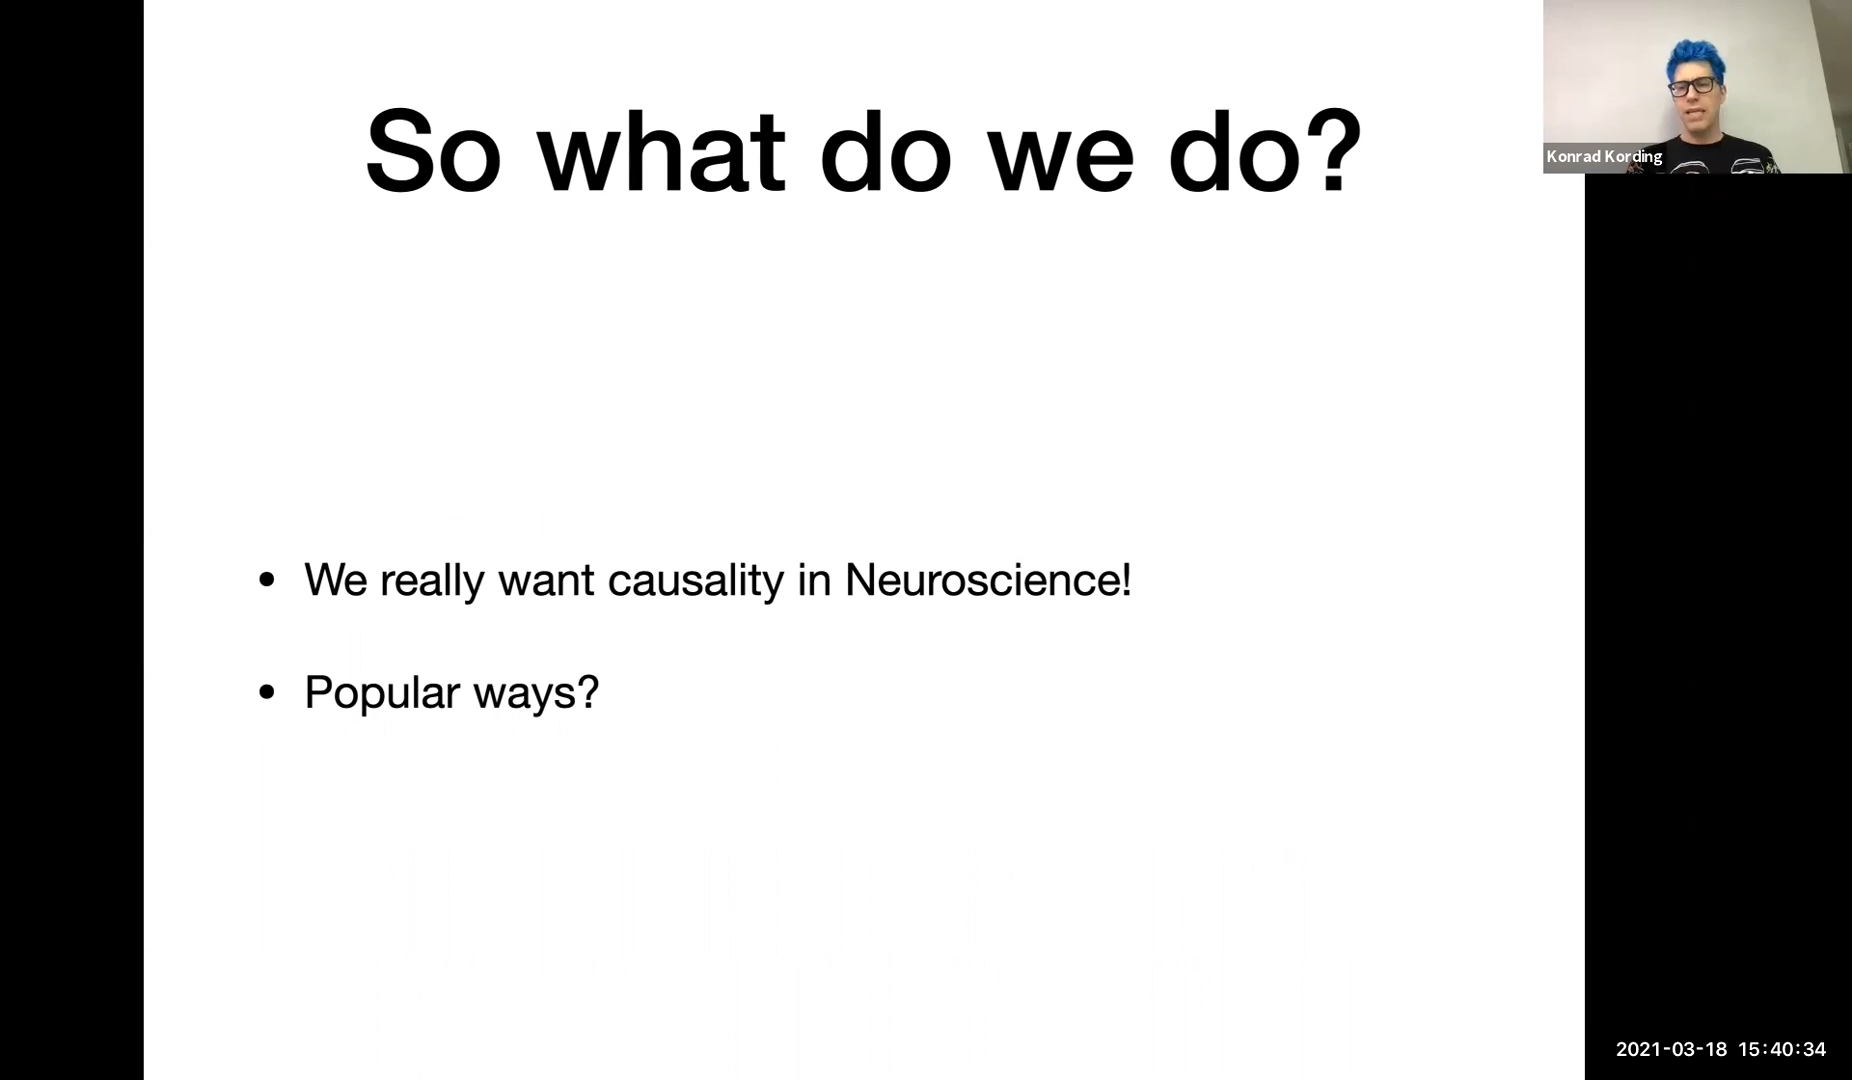 So what do we do?
Konrad Kording
• We really want causality in Neuroscience!
• Popular ways?
2021-03-18 15:40:34